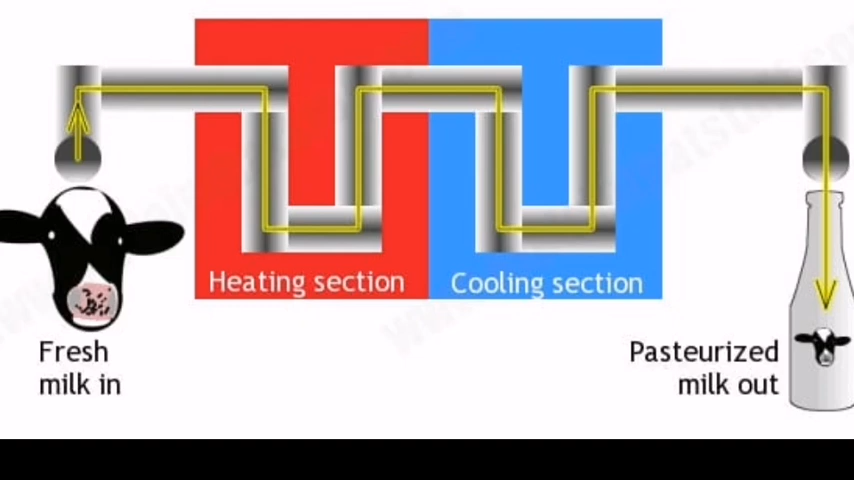 Heating section
Cooling section
Fresh
milk in
Pasteurized
milk out